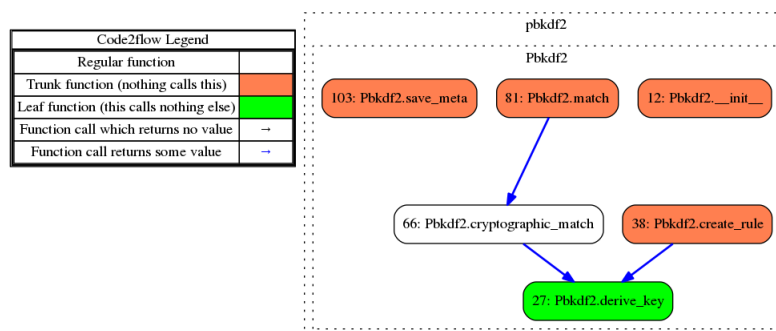 Code2flow Legend
Regular function
Trunk function (nothing calls this)
Leaf function (this calls nothing else)
Function call which returns no value →
Function call returns some value →
pbkdf2
Pbkdf2
103: Pbkdf2.save_meta
81: Pbkdf2.match
12: Pbkdf2.__init__
66: Pbkdf2.cryptographic_match
38: Pbkdf2.create_rule
27: Pbkdf2.derive_key